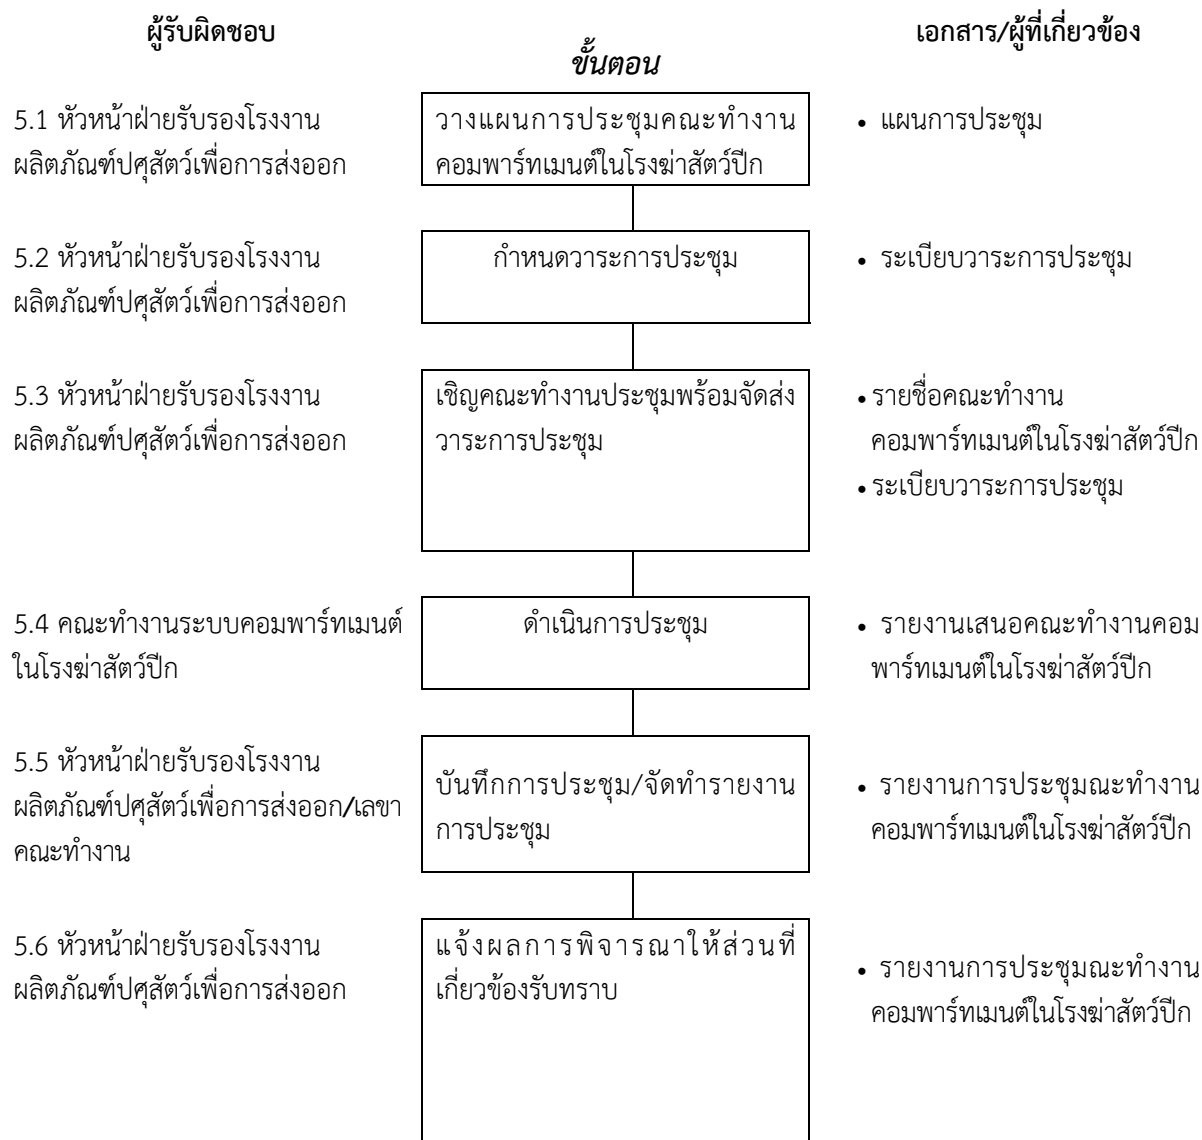 ผู้รับผิดชอบ
ขั้นตอน
เอกสาร/ผู้ที่เกี่ยวข้อง
5.1 หัวหน้าฝ่ายรับรองโรงงาน
ผลิตภัณฑ์ปศุสัตว์เพื่อการส่งออก
วางแผนการประชุมคณะทำงาน
คอมพาร์ทเมนต์ในโรงฆ่าสัตว์ปีก
• แผนการประชุม
5.2 หัวหน้าฝ่ายรับรองโรงงาน
ผลิตภัณฑ์ปศุสัตว์เพื่อการส่งออก
กำหนดวาระการประชุม
• ระเบียบวาระการประชุม
5.3 หัวหน้าฝ่ายรับรองโรงงาน
ผลิตภัณฑ์ปศุสัตว์เพื่อการส่งออก
เชิญคณะทำงานประชุมพร้อมจัดส่ง
วาระการประชุม
• รายชื่อคณะทำงาน
คอมพาร์ทเมนต์ในโรงฆ่าสัตว์ปีก
• ระเบียบวาระการประชุม
5.4 คณะทำงานระบบคอมพาร์ทเมนต์
ในโรงฆ่าสัตว์ปีก
ดำเนินการประชุม
• รายงานเสนอคณะทำงานคอม
พาร์ทเมนต์ในโรงฆ่าสัตว์ปีก
5.5 หัวหน้าฝ่ายรับรองโรงงาน
ผลิตภัณฑ์ปศุสัตว์เพื่อการส่งออก/เลขา
คณะทำงาน
บันทึกการประชุม/จัดทำรายงาน
การประชุม
• รายงานการประชุมณะทำงาน
คอมพาร์ทเมนต์ในโรงฆ่าสัตว์ปีก
5.6 หัวหน้าฝ่ายรับรองโรงงาน
ผลิตภัณฑ์ปศุสัตว์เพื่อการส่งออก
แจ้งผลการพิจารณาให้ส่วนที่
เกี่ยวข้องรับทราบ
• รายงานการประชุมณะทำงาน
คอมพาร์ทเมนต์ในโรงฆ่าสัตว์ปีก